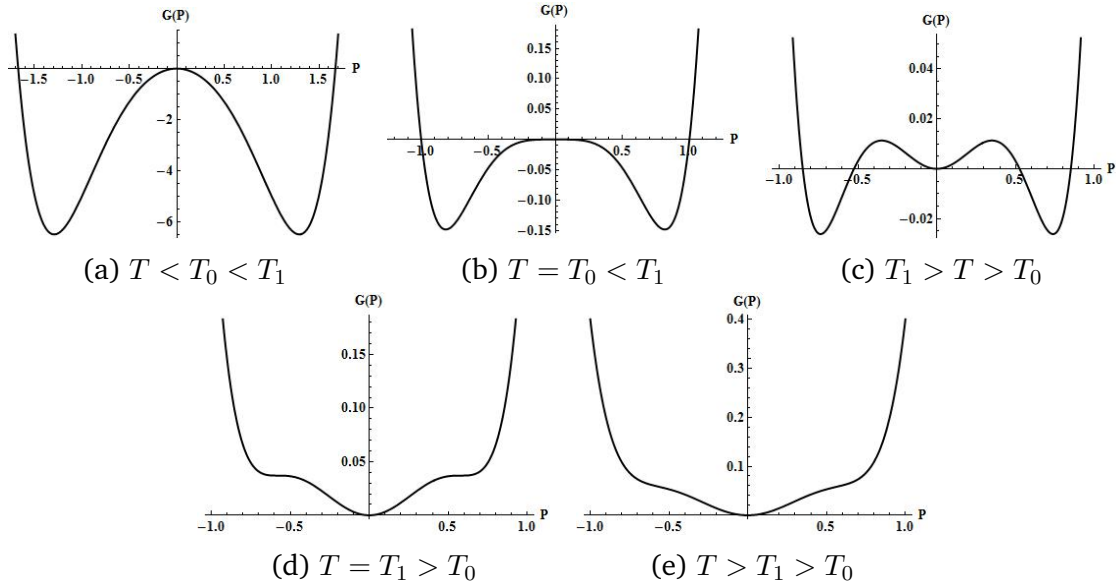 G(P)
P
−1.5 −1.0 −0.5 0.5 1.0 1.5
−2
−4
−6
(a) T < T₀ < T₁
G(P)
0.15
0.10
0.05
P
−1.0 −0.5 0.5 1.0
−0.05
−0.10
−0.15
(b) T = T₀ < T₁
G(P)
0.04
0.02
P
−1.0 −0.5 0.5 1.0
−0.02
(c) T₁ > T > T₀
G(P)
0.15
0.10
0.05
P
−1.0 −0.5 0.5 1.0
(d) T = T₁ > T₀
G(P)
0.4
0.3
0.2
0.1
P
−1.0 −0.5 0.5 1.0
(e) T > T₁ > T₀